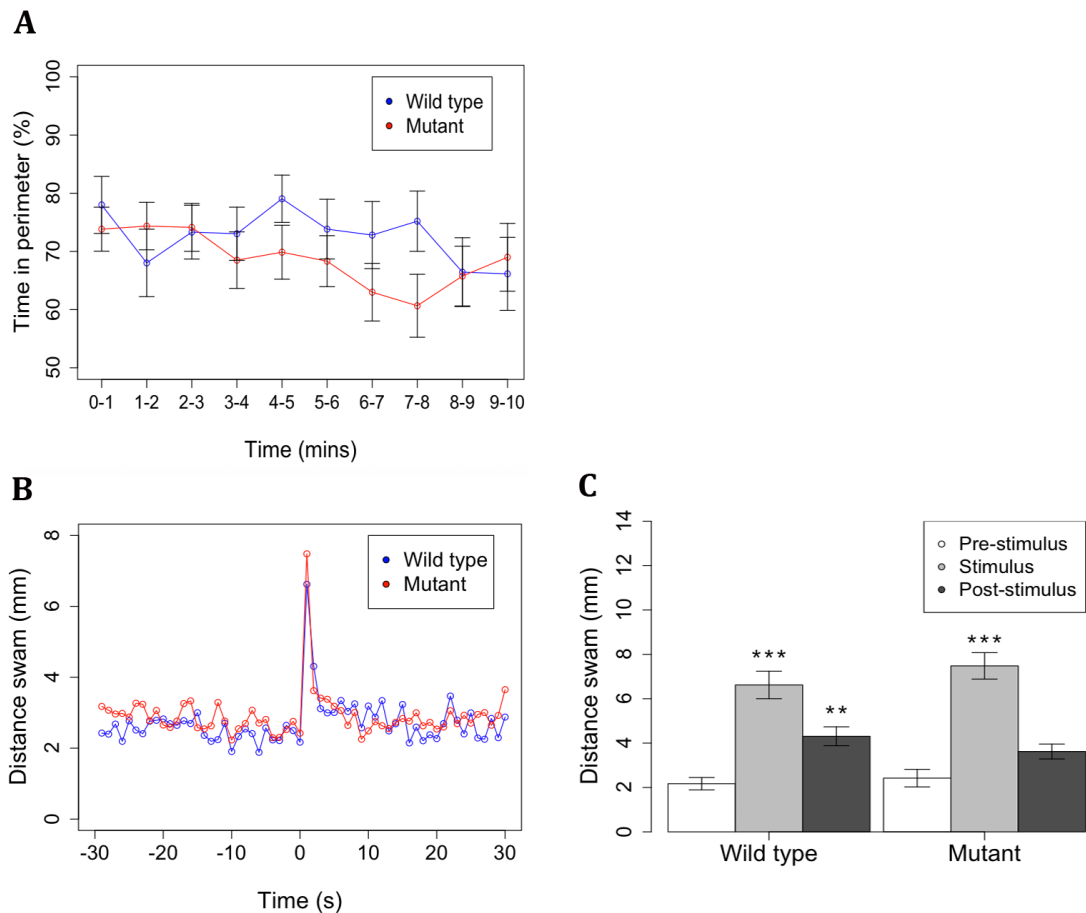 A
Time in perimeter (%)
100
90
80
70
60
50
Wild type
Mutant
0-1 1-2 2-3 3-4 4-5 5-6 6-7 7-8 8-9 9-10
Time (mins)
B
Distance swam (mm)
8
6
4
2
0
Wild type
Mutant
-30 -20 -10 0 10 20 30
Time (s)
C
Distance swam (mm)
14
12
10
8
6
4
2
0
Pre-stimulus
Stimulus
Post-stimulus
***
**
***
Wild type Mutant